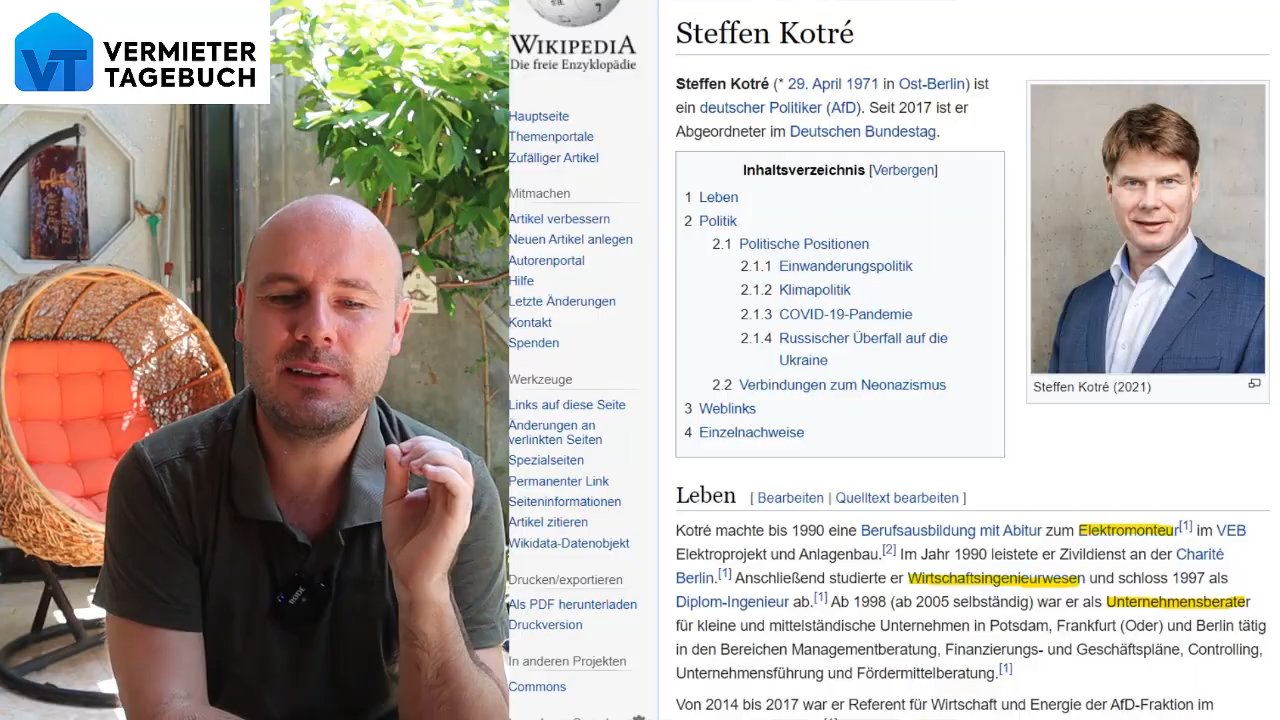 VT VERMIETER
TAGEBUCH
RODE
WIKIPEDIA
Die freie Enzyklopädie
Hauptseite
Themenportale
Zufälliger Artikel
Mitmachen
Artikel verbessern
Neuen Artikel anlegen
Autorenportal
Hilfe
Letzte Änderungen
Kontakt
Spenden
Werkzeuge
Links auf diese Seite
Änderungen an
verlinkten Seiten
Spezialseiten
Permanenter Link
Seiteninformationen
Artikel zitieren
Wikidata-Datenobjekt
Drucken/exportieren
Als PDF herunterladen
Druckversion
In anderen Projekten
Commons
Steffen Kotré
Steffen Kotré (* 29. April 1971 in Ost-Berlin) ist
ein deutscher Politiker (AfD). Seit 2017 ist er
Abgeordneter im Deutschen Bundestag.
Inhaltsverzeichnis [Verbergen]
1 Leben
2 Politik
2.1 Politische Positionen
2.1.1 Einwanderungspolitik
2.1.2 Klimapolitik
2.1.3 COVID-19-Pandemie
2.1.4 Russischer Überfall auf die
Ukraine
2.2 Verbindungen zum Neonazismus
3 Weblinks
4 Einzelnachweise
Steffen Kotré (2021)
Leben [ Bearbeiten | Quelltext bearbeiten ]
Kotré machte bis 1990 eine Berufsausbildung mit Abitur zum Elektromonteur[1] im VEB
Elektroprojekt und Anlagenbau.[2] Im Jahr 1990 leistete er Zivildienst an der Charité
Berlin.[1] Anschließend studierte er Wirtschaftsingenieurwesen und schloss 1997 als
Diplom-Ingenieur ab.[1] Ab 1998 (ab 2005 selbständig) war er als Unternehmensberater
für kleine und mittelständische Unternehmen in Potsdam, Frankfurt (Oder) und Berlin tätig
in den Bereichen Managementberatung, Finanzierungs- und Geschäftspläne, Controlling,
Unternehmensführung und Fördermittelberatung.[1]
Von 2014 bis 2017 war er Referent für Wirtschaft und Energie der AfD-Fraktion im